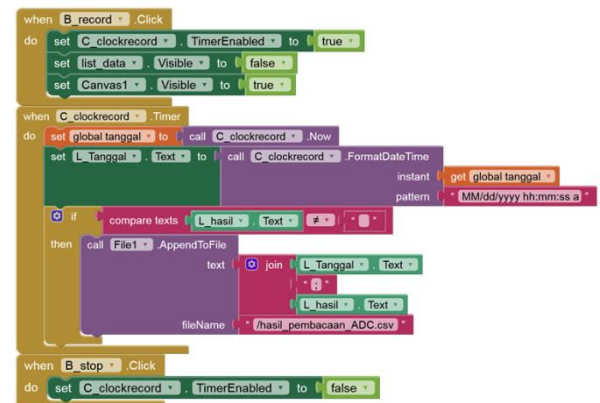 when B_record .Click
do set C_clockrecord . TimerEnabled to true
set list_data . Visible to false
set Canvas1 . Visible to true
when C_clockrecord .Timer
do set global tanggal to call C_clockrecord .Now
set L_Tanggal . Text to call C_clockrecord .FormatDateTime
instant get global tanggal
pattern " MM/dd/yyyy hh:mm:ss a "
if compare texts L_hasil . Text ≠ " "
then call File1 .AppendToFile
text join L_Tanggal . Text
" ; "
L_hasil . Text
fileName " /hasil_pembacaan_ADC.csv "
when B_stop .Click
do set C_clockrecord . TimerEnabled to false